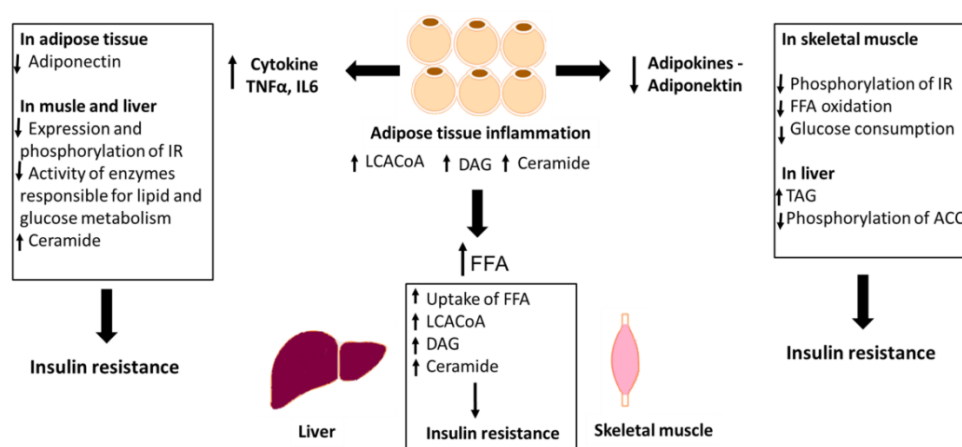 In adipose tissue
↓ Adiponectin
In musle and liver
↓ Expression and
phosphorylation of IR
↓ Activity of enzymes
responsible for lipid and
glucose metabolism
↑ Ceramide
Insulin resistance
↑ Cytokine
TNFα, IL6
Adipose tissue inflammation
↑ LCACoA ↑ DAG ↑ Ceramide
↑ FFA
↑ Uptake of FFA
↑ LCACoA
↑ DAG
↑ Ceramide
Insulin resistance
Liver
Skeletal muscle
↓ Adipokines -
Adiponektin
In skeletal muscle
↓ Phosphorylation of IR
↓ FFA oxidation
↓ Glucose consumption
In liver
↑ TAG
↓ Phosphorylation of ACC
Insulin resistance